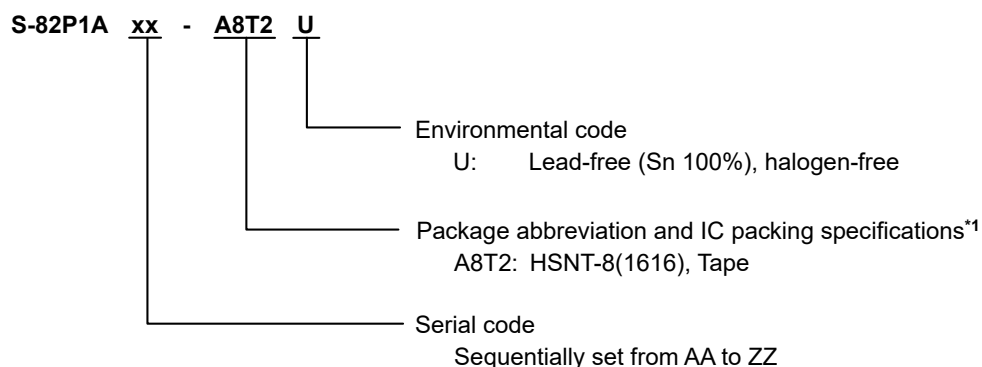 S-82P1A xx - A8T2 U
Environmental code
U: Lead-free (Sn 100%), halogen-free
Package abbreviation and IC packing specifications*1
A8T2: HSNT-8(1616), Tape
Serial code
Sequentially set from AA to ZZ